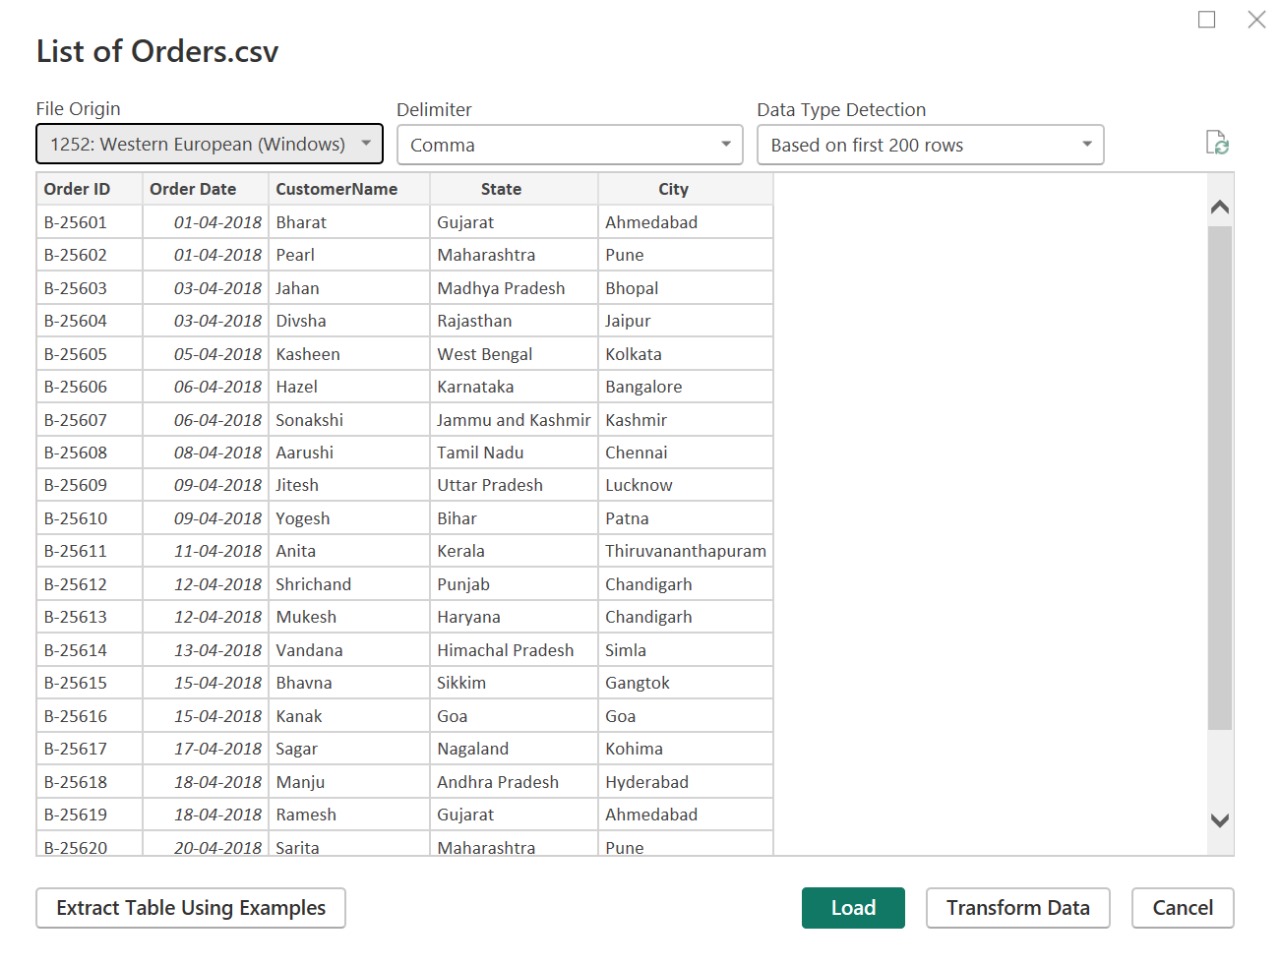 List of Orders.csv
File Origin Delimiter Data Type Detection
1252: Western European (Windows) Comma Based on first 200 rows
Order ID Order Date CustomerName State City
B-25601 01-04-2018 Bharat Gujarat Ahmedabad
B-25602 01-04-2018 Pearl Maharashtra Pune
B-25603 03-04-2018 Jahan Madhya Pradesh Bhopal
B-25604 03-04-2018 Divsha Rajasthan Jaipur
B-25605 05-04-2018 Kasheen West Bengal Kolkata
B-25606 06-04-2018 Hazel Karnataka Bangalore
B-25607 06-04-2018 Sonakshi Jammu and Kashmir Kashmir
B-25608 08-04-2018 Aarushi Tamil Nadu Chennai
B-25609 09-04-2018 Jitesh Uttar Pradesh Lucknow
B-25610 09-04-2018 Yogesh Bihar Patna
B-25611 11-04-2018 Anita Kerala Thiruvananthapuram
B-25612 12-04-2018 Shrichand Punjab Chandigarh
B-25613 12-04-2018 Mukesh Haryana Chandigarh
B-25614 13-04-2018 Vandana Himachal Pradesh Simla
B-25615 15-04-2018 Bhavna Sikkim Gangtok
B-25616 15-04-2018 Kanak Goa Goa
B-25617 17-04-2018 Sagar Nagaland Kohima
B-25618 18-04-2018 Manju Andhra Pradesh Hyderabad
B-25619 18-04-2018 Ramesh Gujarat Ahmedabad
B-25620 20-04-2018 Sarita Maharashtra Pune
Extract Table Using Examples Load Transform Data Cancel